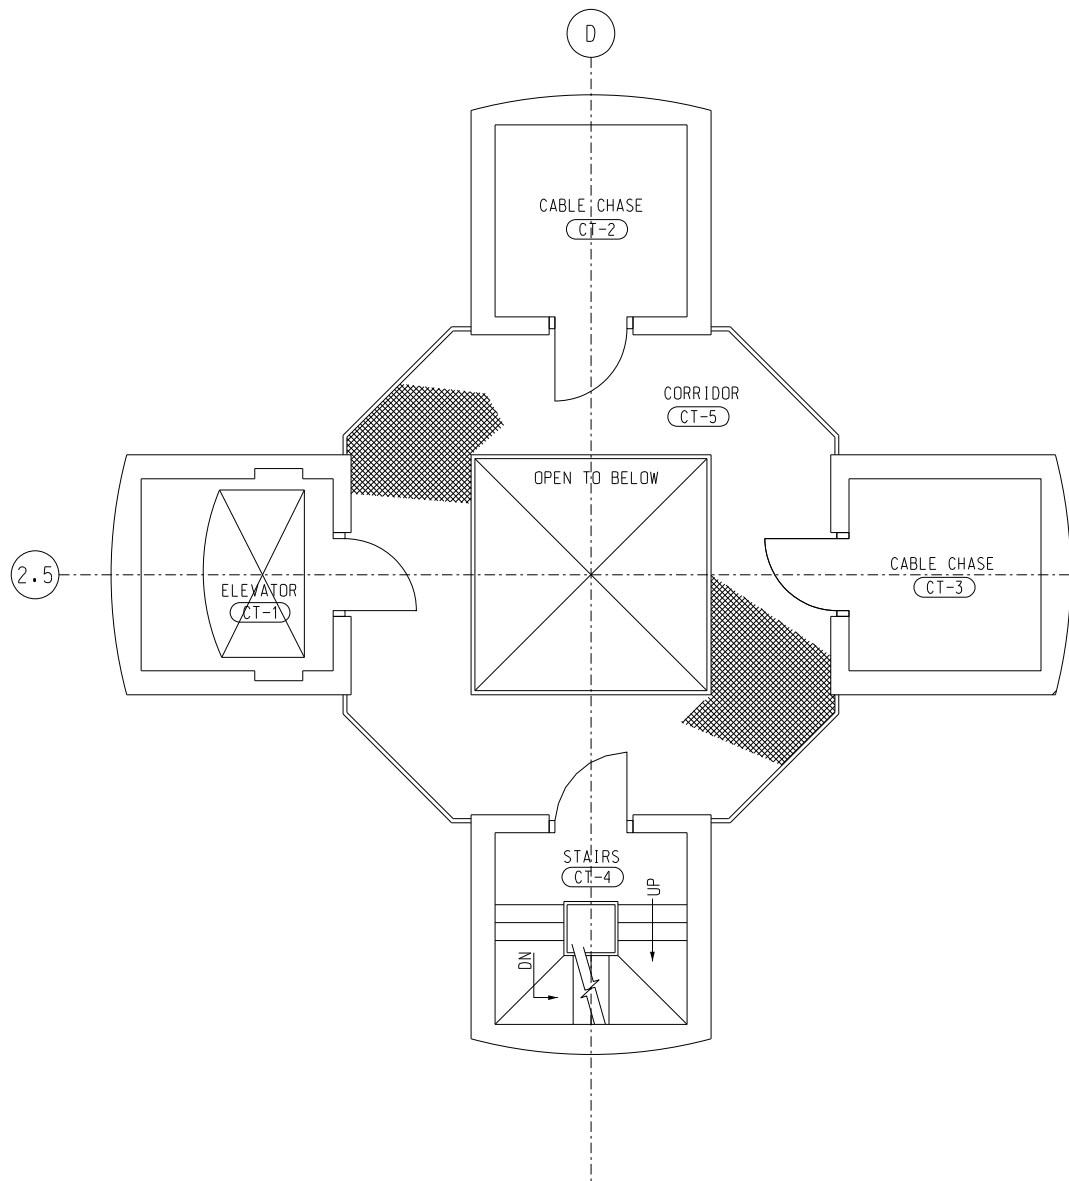 D
CABLE CHASE
CT-2
CORRIDOR
CT-5
OPEN TO BELOW
2.5
ELEVATOR
CT-1
CABLE CHASE
CT-3
STAIRS
CT-4
UP
DN